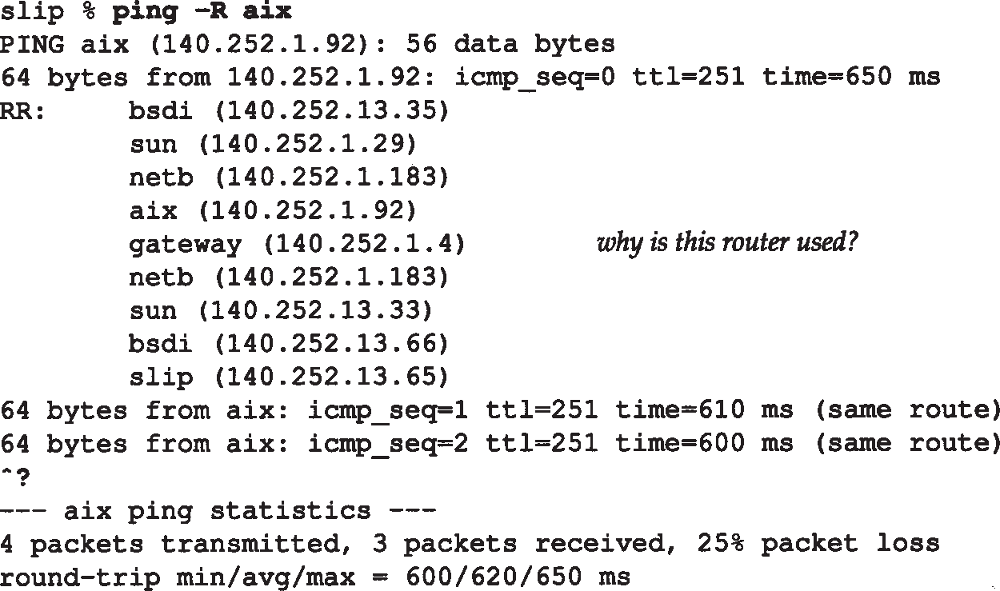 slip % ping -R aix
PING aix (140.252.1.92): 56 data bytes
64 bytes from 140.252.1.92: icmp_seq=0 ttl=251 time=650 ms
RR: bsdi (140.252.13.35)
sun (140.252.1.29)
netb (140.252.1.183)
aix (140.252.1.92)
gateway (140.252.1.4) why is this router used?
netb (140.252.1.183)
sun (140.252.13.33)
bsdi (140.252.13.66)
slip (140.252.13.65)
64 bytes from aix: icmp_seq=1 ttl=251 time=610 ms (same route)
64 bytes from aix: icmp_seq=2 ttl=251 time=600 ms (same route)
^?
--- aix ping statistics ---
4 packets transmitted, 3 packets received, 25% packet loss
round-trip min/avg/max = 600/620/650 ms